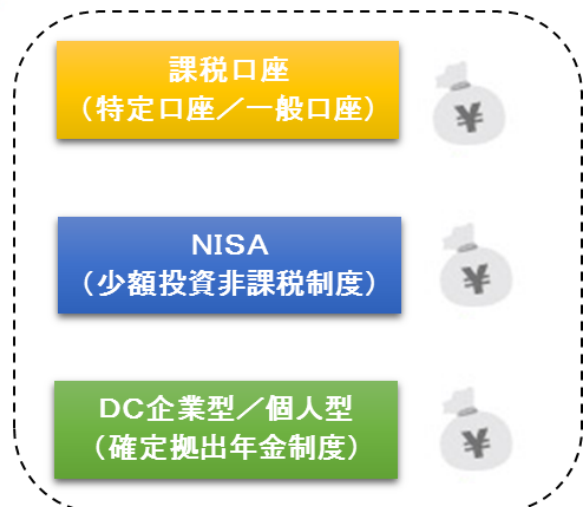 課税口座
（特定口座／一般口座）
¥
NISA
（少額投資非課税制度）
¥
DC企業型／個人型
（確定拠出年金制度）
¥